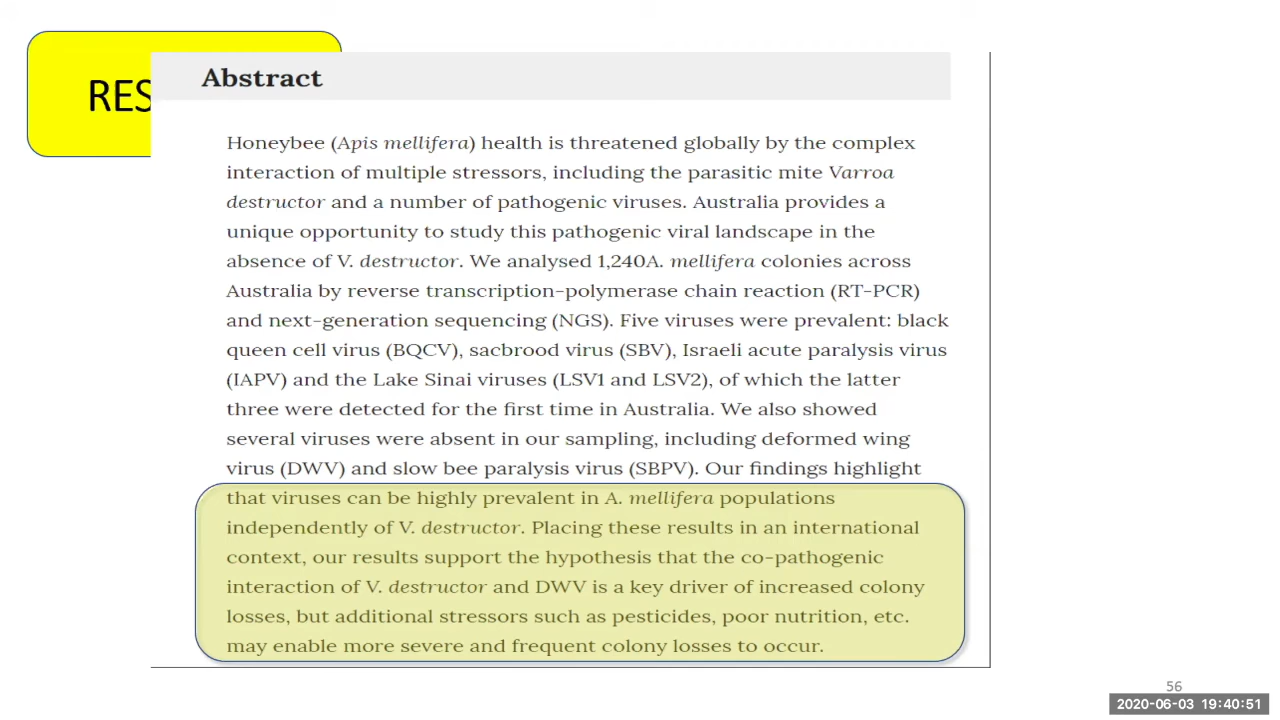 RES
Abstract
Honeybee (Apis mellifera) health is threatened globally by the complex
interaction of multiple stressors, including the parasitic mite Varroa
destructor and a number of pathogenic viruses. Australia provides a
unique opportunity to study this pathogenic viral landscape in the
absence of V. destructor. We analysed 1,240A. mellifera colonies across
Australia by reverse transcription-polymerase chain reaction (RT-PCR)
and next-generation sequencing (NGS). Five viruses were prevalent: black
queen cell virus (BQCV), sacbrood virus (SBV), Israeli acute paralysis virus
(IAPV) and the Lake Sinai viruses (LSV1 and LSV2), of which the latter
three were detected for the first time in Australia. We also showed
several viruses were absent in our sampling, including deformed wing
virus (DWV) and slow bee paralysis virus (SBPV). Our findings highlight
that viruses can be highly prevalent in A. mellifera populations
independently of V. destructor. Placing these results in an international
context, our results support the hypothesis that the co-pathogenic
interaction of V. destructor and DWV is a key driver of increased colony
losses, but additional stressors such as pesticides, poor nutrition, etc.
may enable more severe and frequent colony losses to occur.
56
2020-06-03 19:40:51